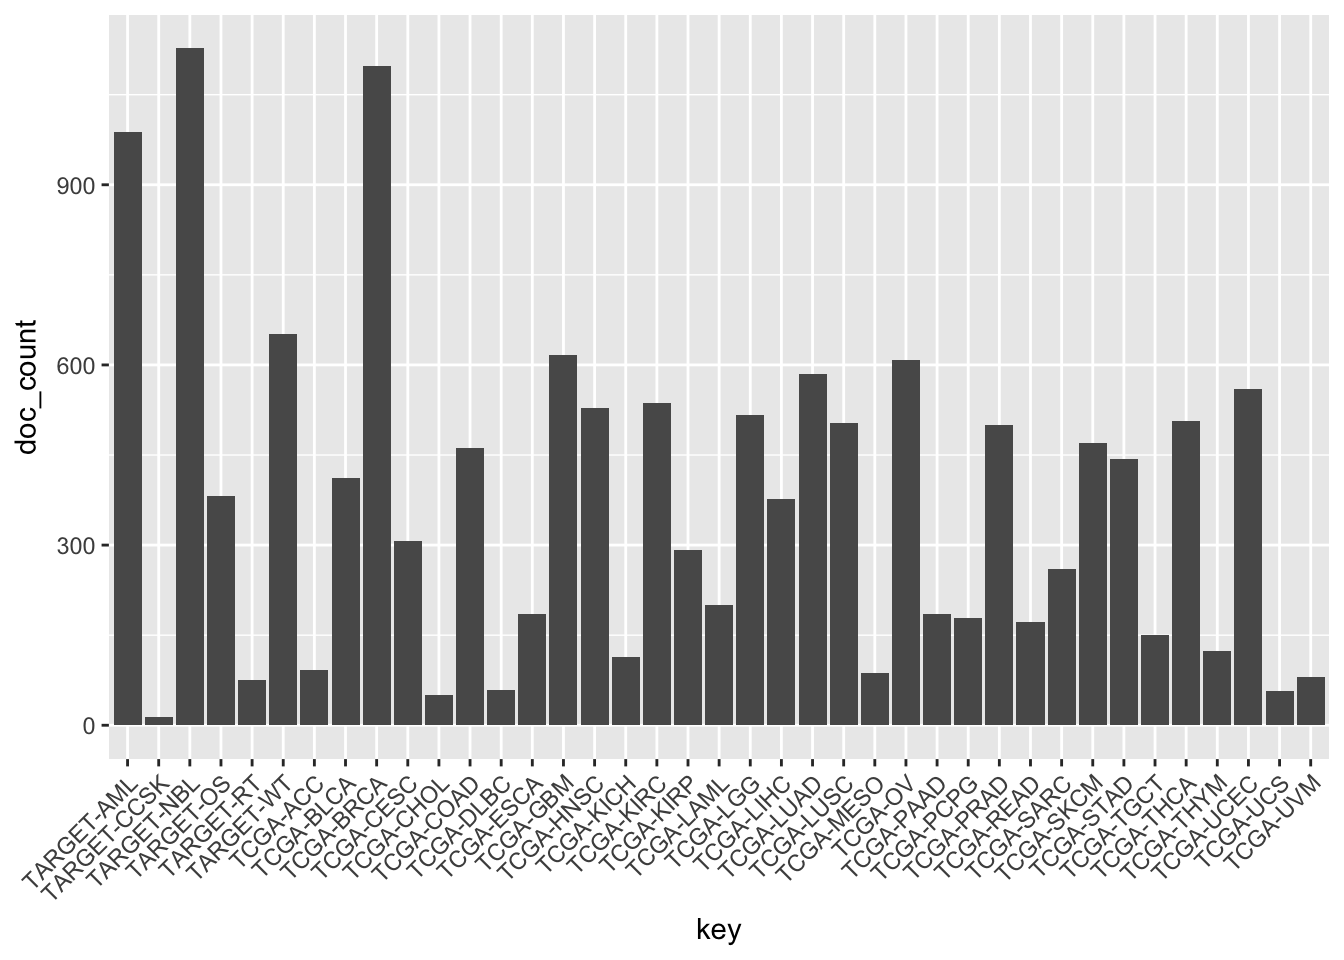 doc_count
900
600
300
0
TARGET-AML
TARGET-CCSK
TARGET-NBL
TARGET-OS
TARGET-RT
TARGET-WT
TCGA-ACC
TCGA-BLCA
TCGA-BRCA
TCGA-CESC
TCGA-CHOL
TCGA-COAD
TCGA-DLBC
TCGA-ESCA
TCGA-GBM
TCGA-HNSC
TCGA-KICH
TCGA-KIRC
TCGA-KIRP
TCGA-LAML
TCGA-LGG
TCGA-LIHC
TCGA-LUAD
TCGA-LUSC
TCGA-MESO
TCGA-OV
TCGA-PAAD
TCGA-PCPG
TCGA-PRAD
TCGA-READ
TCGA-SARC
TCGA-SKCM
TCGA-STAD
TCGA-TGCT
TCGA-THCA
TCGA-THYM
TCGA-UCEC
TCGA-UCS
TCGA-UVM
key